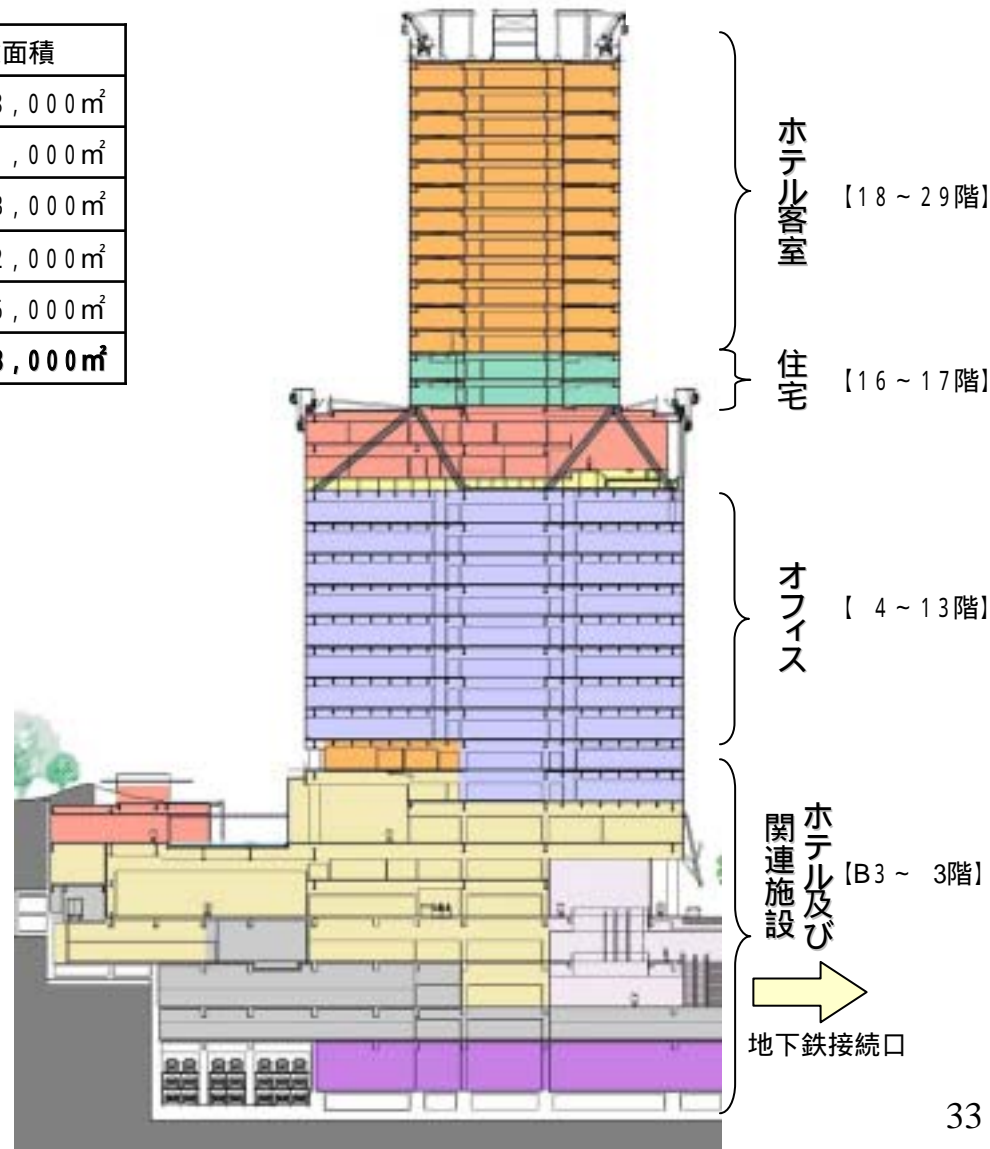 面積
,000㎡
,000㎡
,000㎡
,000㎡
,000㎡
,000㎡
ホテル客室
【18～29階】
住宅
【16～17階】
オフィス
【 4～13階】
ホテル及び
関連施設
【B3～ 3階】
地下鉄接続口
33